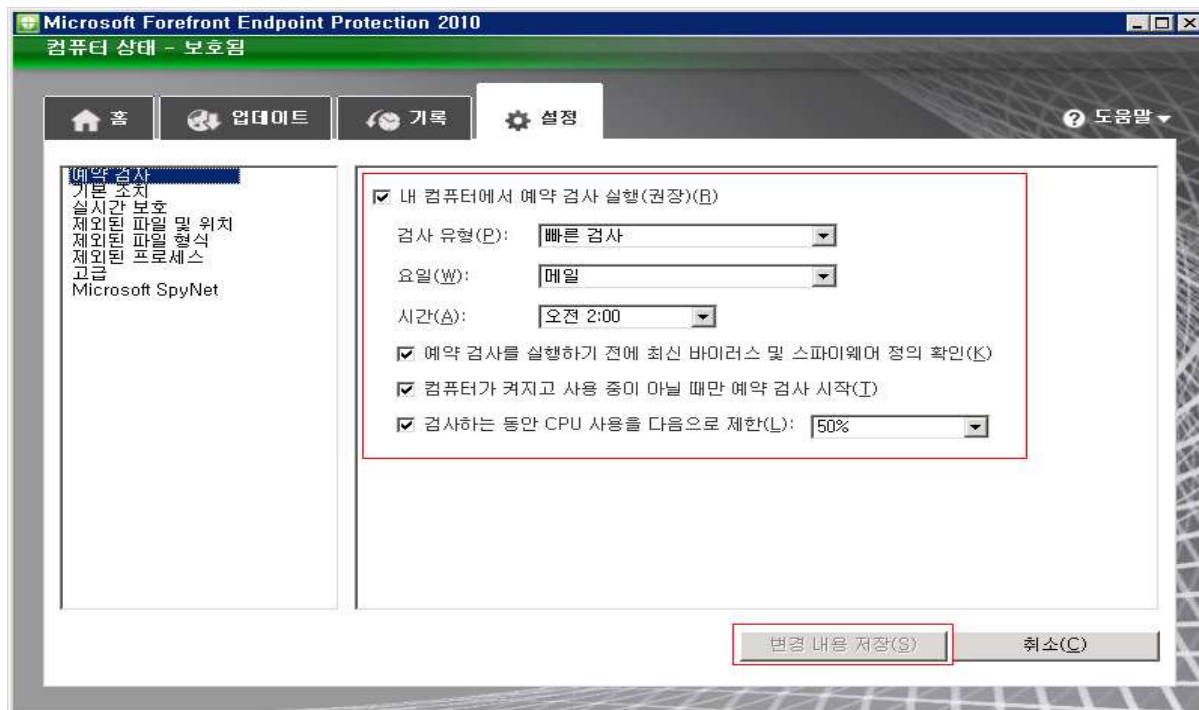 Microsoft Forefront Endpoint Protection 2010
컴퓨터 상태 - 보호됨
홈
업데이트
기록
설정
도움말
예약 검사
기본 조치
실시간 보호
제외된 파일 및 위치
제외된 파일 형식
제외된 프로세스
고급
Microsoft SpyNet
내 컴퓨터에서 예약 검사 실행(권장)(R)
검사 유형(P): 빠른 검사
요일(W): 매일
시간(A): 오전 2:00
예약 검사를 실행하기 전에 최신 바이러스 및 스파이웨어 정의 확인(K)
컴퓨터가 켜지고 사용 중이 아닐 때만 예약 검사 시작(T)
검사하는 동안 CPU 사용을 다음으로 제한(L): 50%
변경 내용 저장(S)
취소(C)